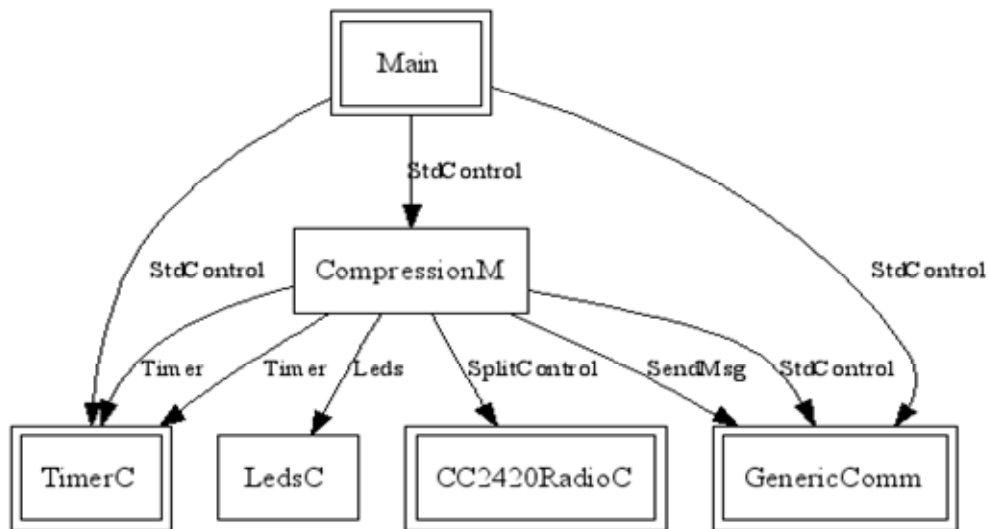 Main
StdControl
StdControl
StdControl
CompressionM
Timer
Timer
Leds
SplitControl
SendMsg
StdControl
TimerC
LedsC
CC2420RadioC
GenericComm